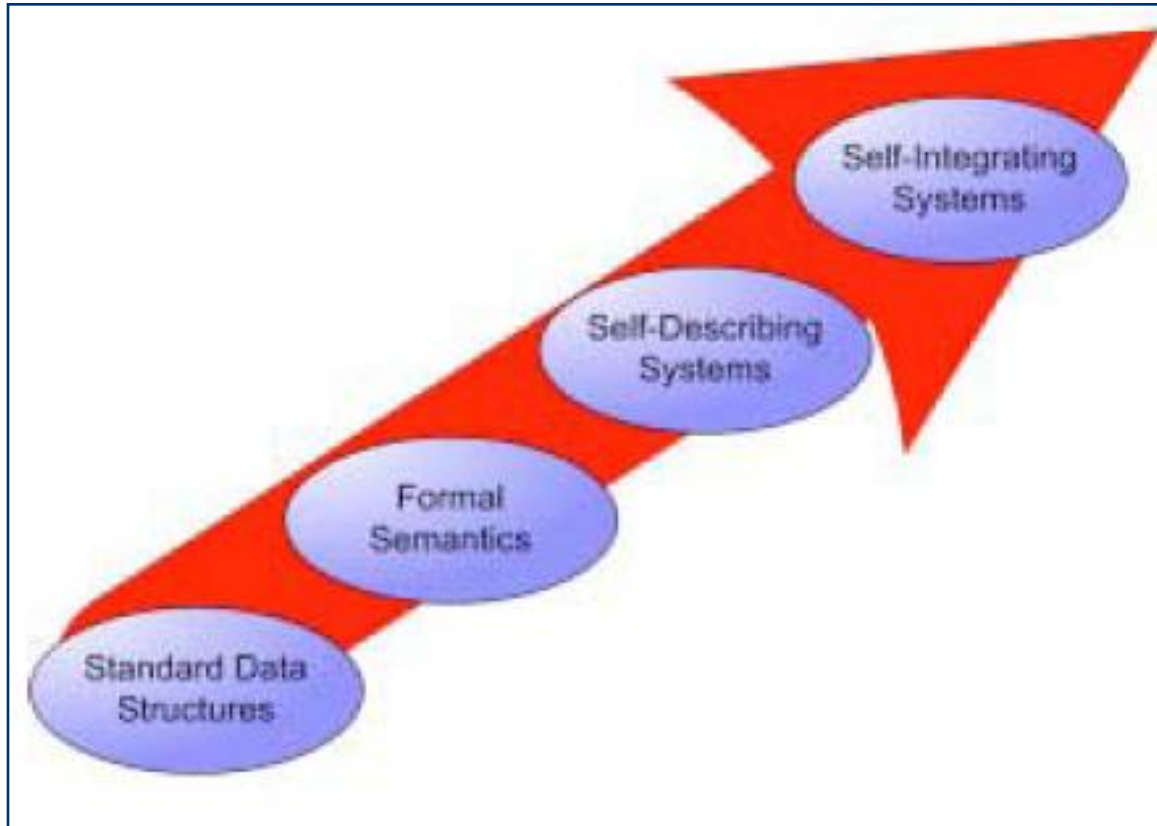 Self-Integrating
Systems
Self-Describing
Systems
Formal
Semantics
Standard Data
Structures